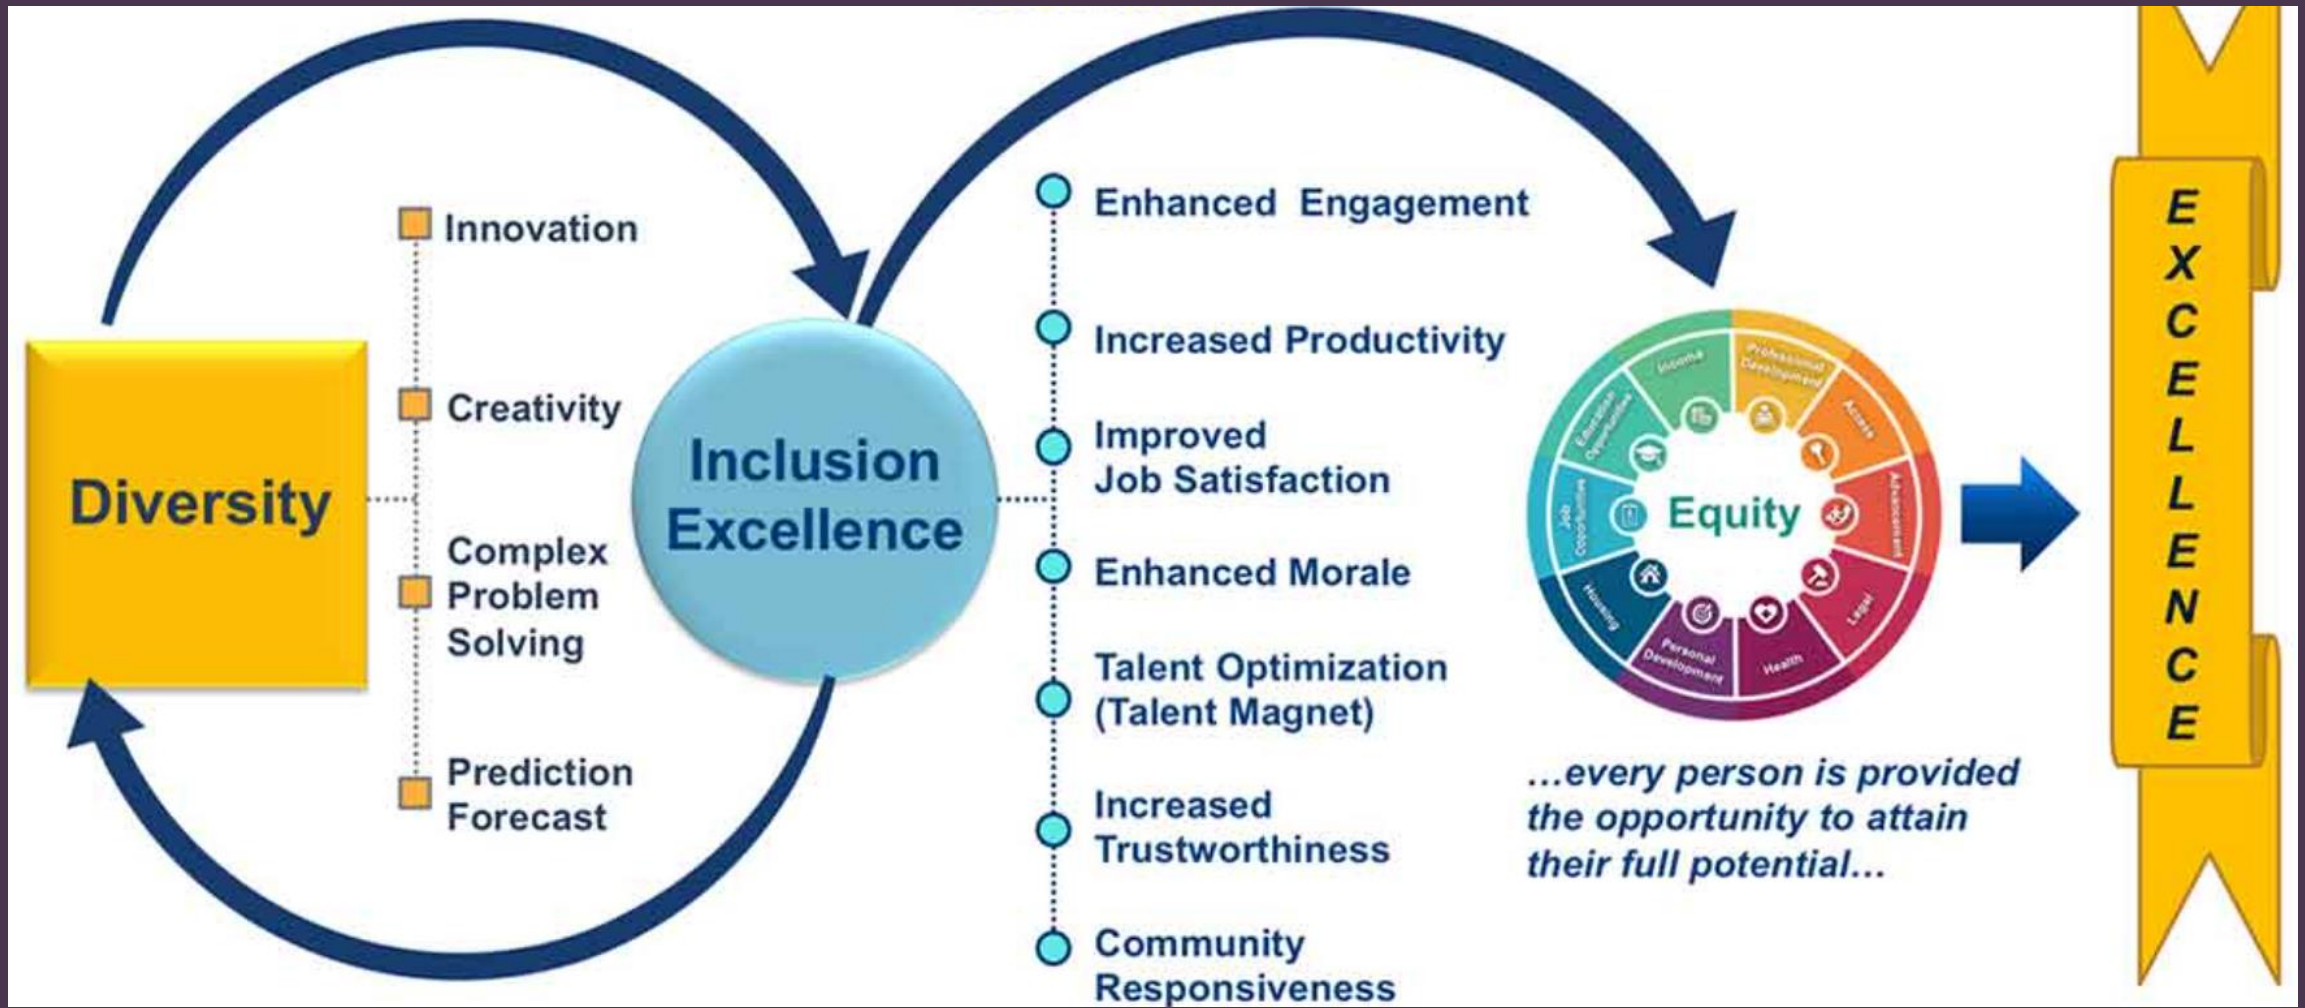 Diversity
Innovation
Creativity
Complex
Problem
Solving
Prediction
Forecast
Inclusion
Excellence
Enhanced Engagement
Increased Productivity
Improved
Job Satisfaction
Enhanced Morale
Talent Optimization
(Talent Magnet)
Increased
Trustworthiness
Community
Responsiveness
Equity
Income
Professional
Development
Access
Advancement
Legal
Health
Personal
Development
Housing
Job
Opportunities
Education
Opportunities
...every person is provided
the opportunity to attain
their full potential...
EXCELLENCE